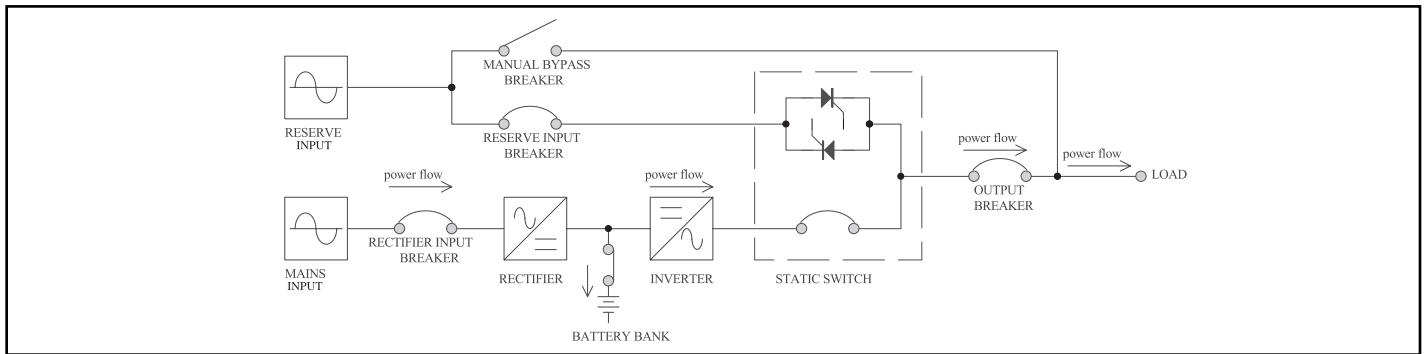 MANUAL BYPASS
BREAKER
RESERVE
INPUT
RESERVE INPUT
BREAKER
power flow
power flow
LOAD
OUTPUT
BREAKER
power flow
power flow
RECTIFIER INPUT
BREAKER
MAINS
INPUT
RECTIFIER
INVERTER
STATIC SWITCH
BATTERY BANK